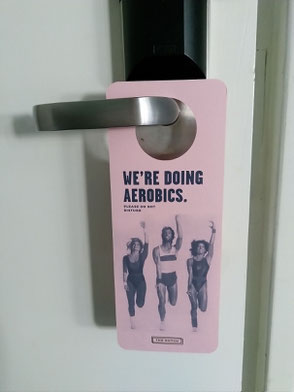 WE'RE DOING
AEROBICS.
PLEASE DO NOT
DISTURB